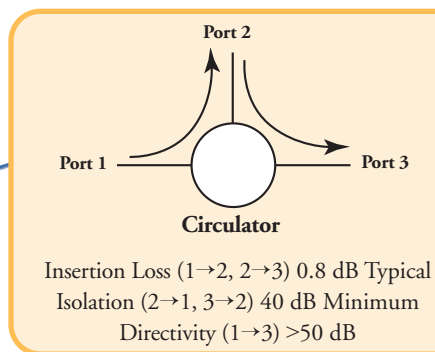 Port 2
Port 1
Port 3
Circulator
Insertion Loss (1→2, 2→3) 0.8 dB Typical
Isolation (2→1, 3→2) 40 dB Minimum
Directivity (1→3) >50 dB